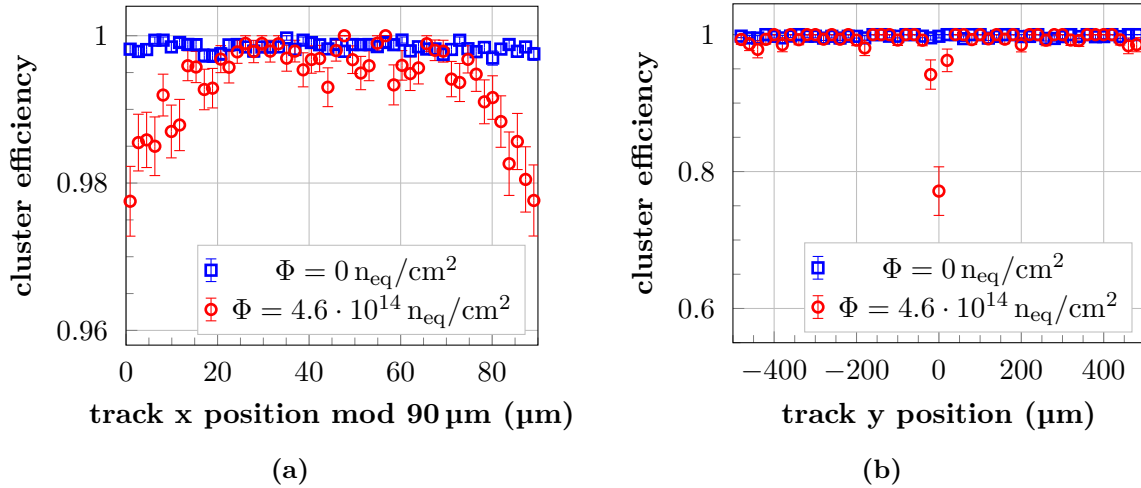 1
0.98
0.96
cluster efficiency
Φ = 0 n_eq/cm²
Φ = 4.6 · 10¹⁴ n_eq/cm²
0 20 40 60 80
track x position mod 90 µm (µm)
(a)
1
0.8
0.6
cluster efficiency
Φ = 0 n_eq/cm²
Φ = 4.6 · 10¹⁴ n_eq/cm²
−400 −200 0 200 400
track y position (µm)
(b)